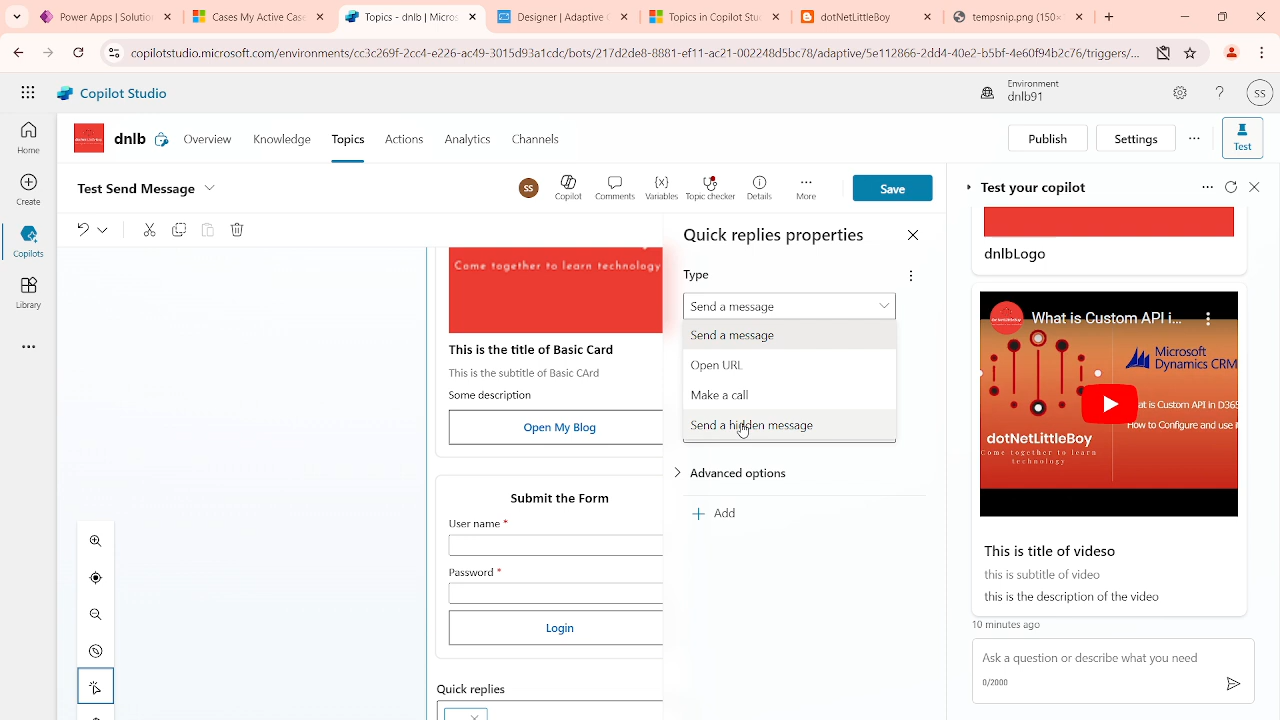 Power Apps | Solution
Cases My Active Case
Topics - dnlb | Micros
Designer | Adaptive C
Topics in Copilot Stu
dotNetLittleBoy
tempsnip.png (150×
copilotstudio.microsoft.com/environments/cc3c269f-2cc4-e226-ac49-3015d93a1cdc/bots/217d2de8-8881-ef11-ac21-002248d5bc78/adaptive/5e112866-2dd4-40e2-b5bf-4e60f94b2c76/triggers/...
Copilot Studio
Environment
dnlb91
SS
Home
Create
Copilots
Library
dnlb
Overview
Knowledge
Topics
Actions
Analytics
Channels
Publish
Settings
Test
Test Send Message
SS
Copilot
Comments
Variables
Topic checker
Details
More
Save
Come together to learn technology
This is the title of Basic Card
This is the subtitle of Basic CArd
Some description
Open My Blog
Submit the Form
User name *
Password *
Login
Quick replies
Quick replies properties
Type
Send a message
Send a message
Open URL
Make a call
Send a hidden message
Advanced options
Add
Test your copilot
dnlbLogo
What is Custom API i...
Microsoft
Dynamics CRM
at is Custom API in D365
How to Configure and use i
dotNetLittleBoy
Come together to learn
technology
This is title of videso
this is subtitle of video
this is the description of the video
10 minutes ago
Ask a question or describe what you need
0/2000